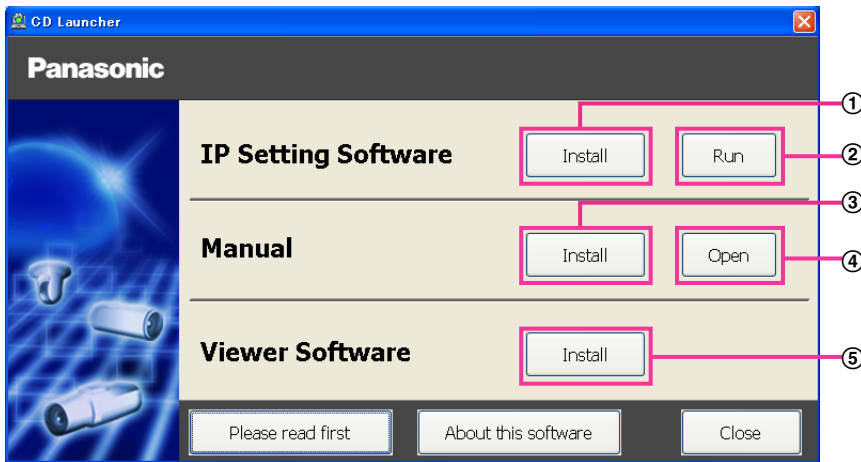 CD Launcher
Panasonic
①
IP Setting Software Install Run ②
③
Manual Install Open ④
Viewer Software Install ⑤
Please read first About this software Close